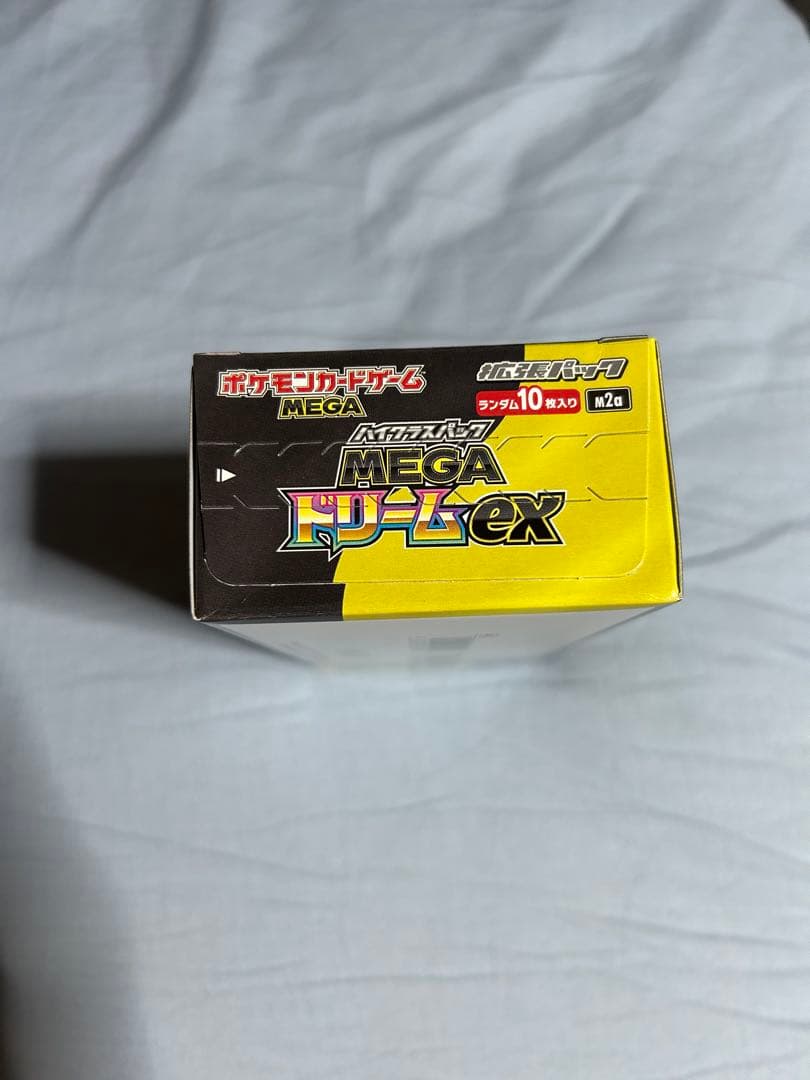 ポケモンカードゲーム
MEGA
拡張パック
ランダム10枚入り M2a
ハイクラスパック
MEGA
ドリームex